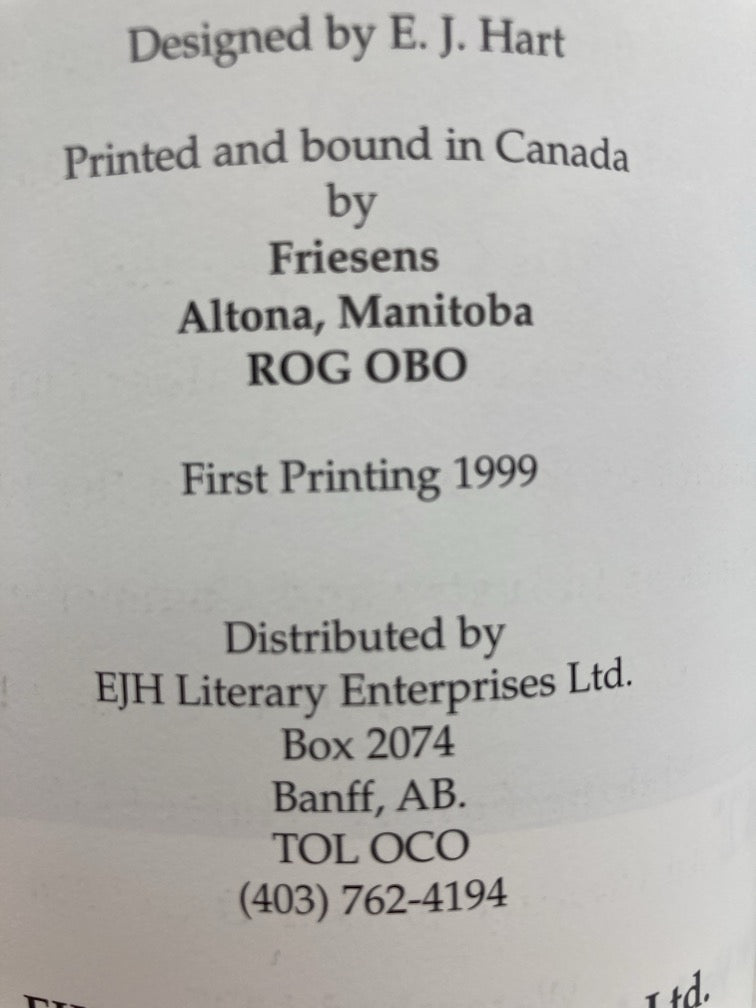 Designed by E. J. Hart
Printed and bound in Canada
by
Friesens
Altona, Manitoba
ROG OBO
First Printing 1999
Distributed by
EJH Literary Enterprises Ltd.
Box 2074
Banff, AB.
TOL OCO
(403) 762-4194
Ltd.